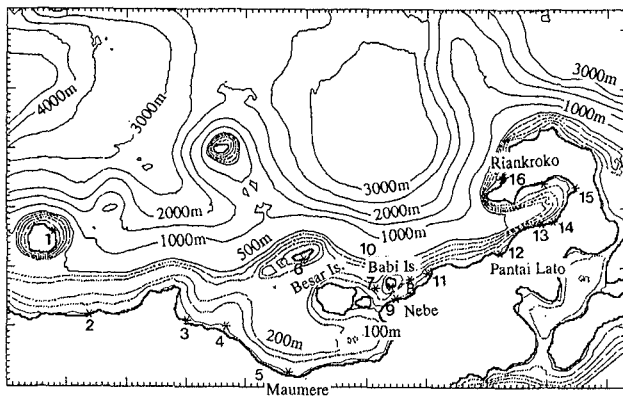 3000m
4000m
3000m
1000m
Riankroko
16
15
3000m
2000m
2000m
1
1000m
500m
10
1000m
14
13
12
6
Besar Is.
Babi Is.
Pantai Lato
7
8
11
9
Nebe
2
3
4
200m
100m
5
Maumere